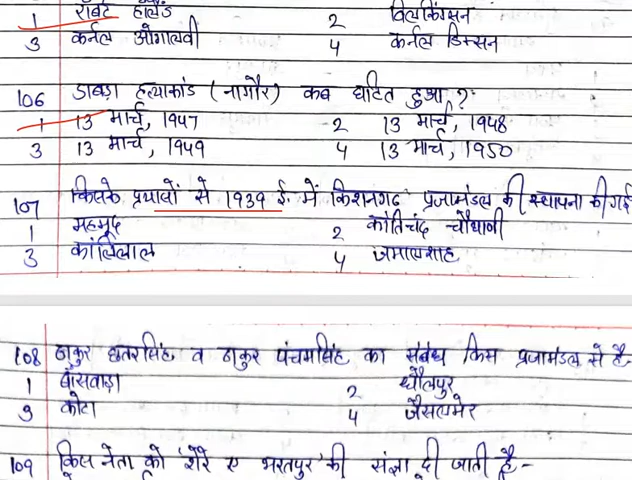 1 रॉबर्ट हॉलैंड 2 विलकिंग्सन
3 कर्नल ओगालवी 4 कर्नल डिक्सन
106 डाबड़ा हत्याकांड (नागौर) कब घटित हुआ ?
1 13 मार्च, 1947 2 13 मार्च, 1948
3 13 मार्च, 1949 4 13 मार्च, 1950
107 किसके प्रयासों से 1939 ई. में किशनगढ़ प्रजामंडल की स्थापना की गई
1 महमूद 2 कांतिचंद चौथाणी
3 कांतिलाल 4 जमालशाह
108 ठाकुर छतरसिंह व ठाकुर पंचमसिंह का संबंध किस प्रजामंडल से है-
1 बांसवाड़ा 2 धौलपुर
3 कोटा 4 जैसलमेर
109 किस नेता को 'शेरे ए भरतपुर' की संज्ञा दी जाती है -